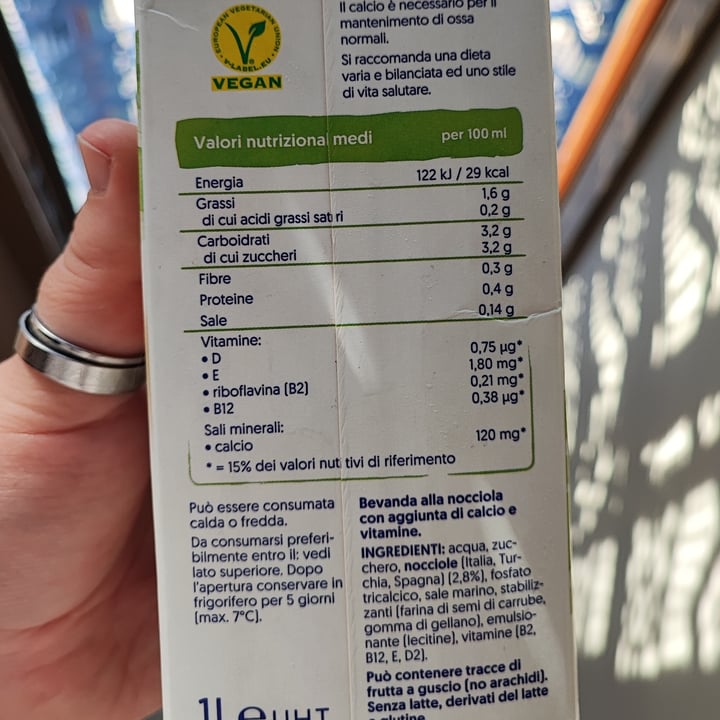 EUROPEAN VEGETARIAN UNION
V-LABEL.EU
VEGAN
Il calcio è necessario per il
mantenimento di ossa
normali.
Si raccomanda una dieta
varia e bilanciata ed uno stile
di vita salutare.
Valori nutrizional medi per 100 ml
Energia 122 kJ / 29 kcal
Grassi 1,6 g
di cui acidi grassi saturi 0,2 g
Carboidrati 3,2 g
di cui zuccheri 3,2 g
Fibre 0,3 g
Proteine 0,4 g
Sale 0,14 g
Vitamine:
• D 0,75 µg*
• E 1,80 mg*
• riboflavina (B2) 0,21 mg*
• B12 0,38 µg*
Sali minerali:
• calcio 120 mg*
* = 15% dei valori nutritivi di riferimento
Può essere consumata
calda o fredda.
Da consumarsi preferi-
bilmente entro il: vedi
lato superiore. Dopo
l'apertura conservare in
frigorifero per 5 giorni
(max. 7°C).
1L e UHT
Bevanda alla nocciola
con aggiunta di calcio e
vitamine.
INGREDIENTI: acqua, zuc-
chero, nocciole (Italia, Tur-
chia, Spagna) (2,8%), fosfato
tricalcico, sale marino, stabiliz-
zanti (farina di semi di carrube,
gomma di gellano), emulsio-
nante (lecitine), vitamine (B2,
B12, E, D2).
Può contenere tracce di
frutta a guscio (no arachidi).
Senza latte, derivati del latte
e glutine